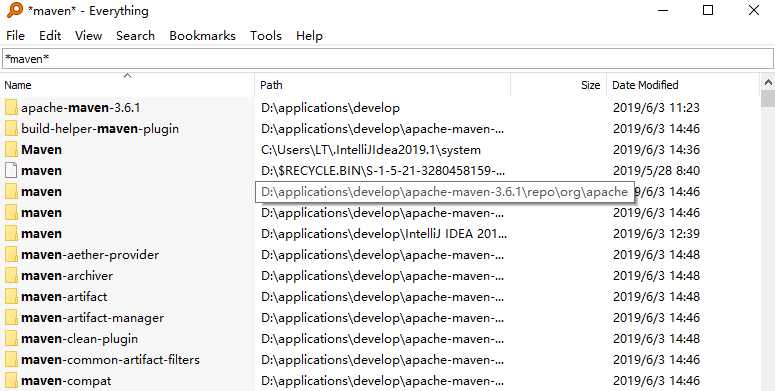 *maven* - Everything
File Edit View Search Bookmarks Tools Help
*maven*
Name Path Size Date Modified
apache-maven-3.6.1 D:\applications\develop 2019/6/3 11:23
build-helper-maven-plugin D:\applications\develop\apache-maven-... 2019/6/3 14:46
Maven C:\Users\LT\.IntelliJIdea2019.1\system 2019/6/3 14:36
maven D:\$RECYCLE.BIN\S-1-5-21-3280458159-... 2019/5/28 8:40
maven D:\applications\develop\apache-maven-3.6.1\repo\org\apache 2019/6/3 14:46
maven D:\applications\develop\apache-maven-... 2019/6/3 14:46
maven D:\applications\develop\IntelliJ IDEA 201... 2019/6/3 12:39
maven-aether-provider D:\applications\develop\apache-maven-... 2019/6/3 14:48
maven-archiver D:\applications\develop\apache-maven-... 2019/6/3 14:48
maven-artifact D:\applications\develop\apache-maven-... 2019/6/3 14:48
maven-artifact-manager D:\applications\develop\apache-maven-... 2019/6/3 14:46
maven-clean-plugin D:\applications\develop\apache-maven-... 2019/6/3 14:48
maven-common-artifact-filters D:\applications\develop\apache-maven-... 2019/6/3 14:46
maven-compat D:\applications\develop\apache-maven-... 2019/6/3 14:46